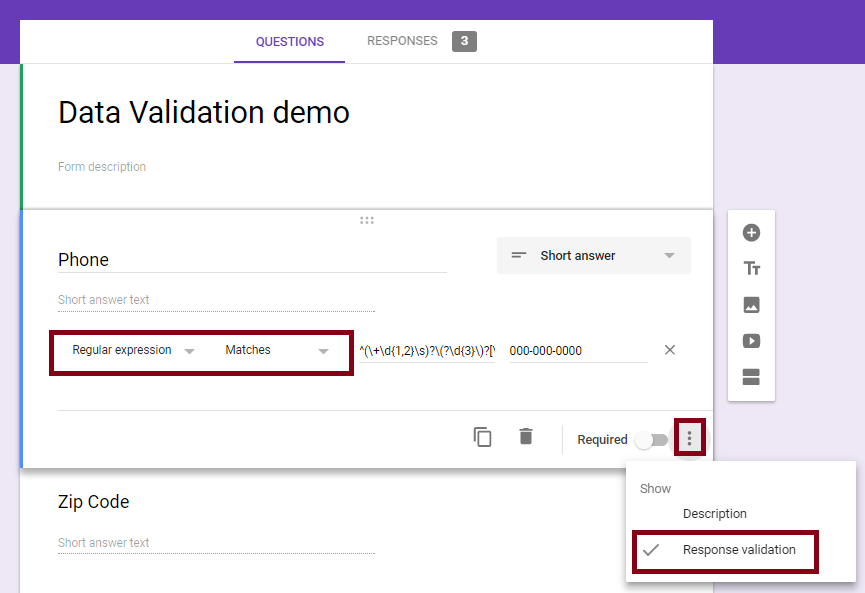 QUESTIONS RESPONSES 3
Data Validation demo
Form description
Phone
Short answer
Short answer text
Regular expression Matches ^(\+\d{1,2}\s)?\(?\d{3}\)?[\ 000-000-0000
Required
Show
Description
Response validation
Zip Code
Short answer text